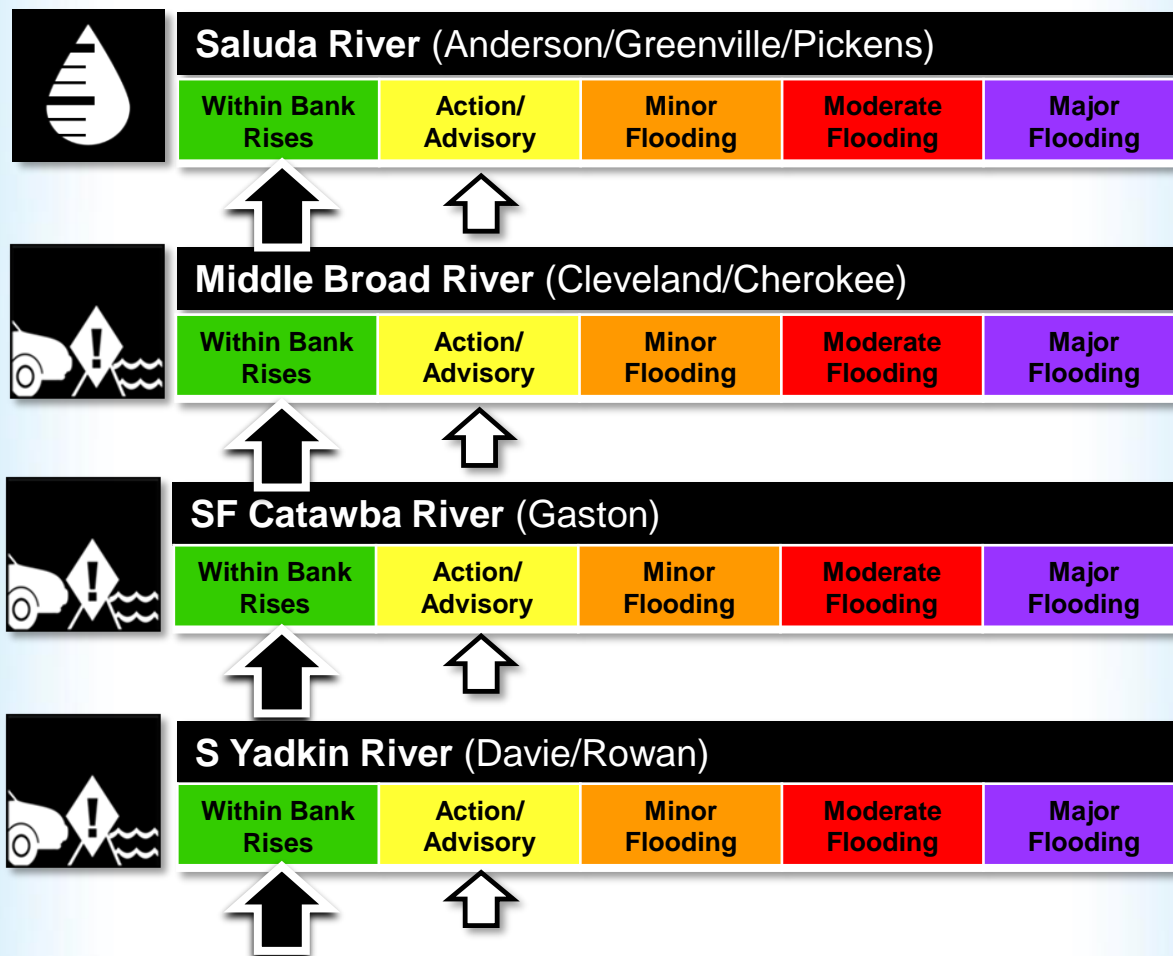 Saluda River (Anderson/Greenville/Pickens)
Within Bank Action/ Minor Moderate Major
Rises Advisory Flooding Flooding Flooding
Middle Broad River (Cleveland/Cherokee)
Within Bank Action/ Minor Moderate Major
Rises Advisory Flooding Flooding Flooding
!
SF Catawba River (Gaston)
Within Bank Action/ Minor Moderate Major
Rises Advisory Flooding Flooding Flooding
!
S Yadkin River (Davie/Rowan)
Within Bank Action/ Minor Moderate Major
Rises Advisory Flooding Flooding Flooding
!